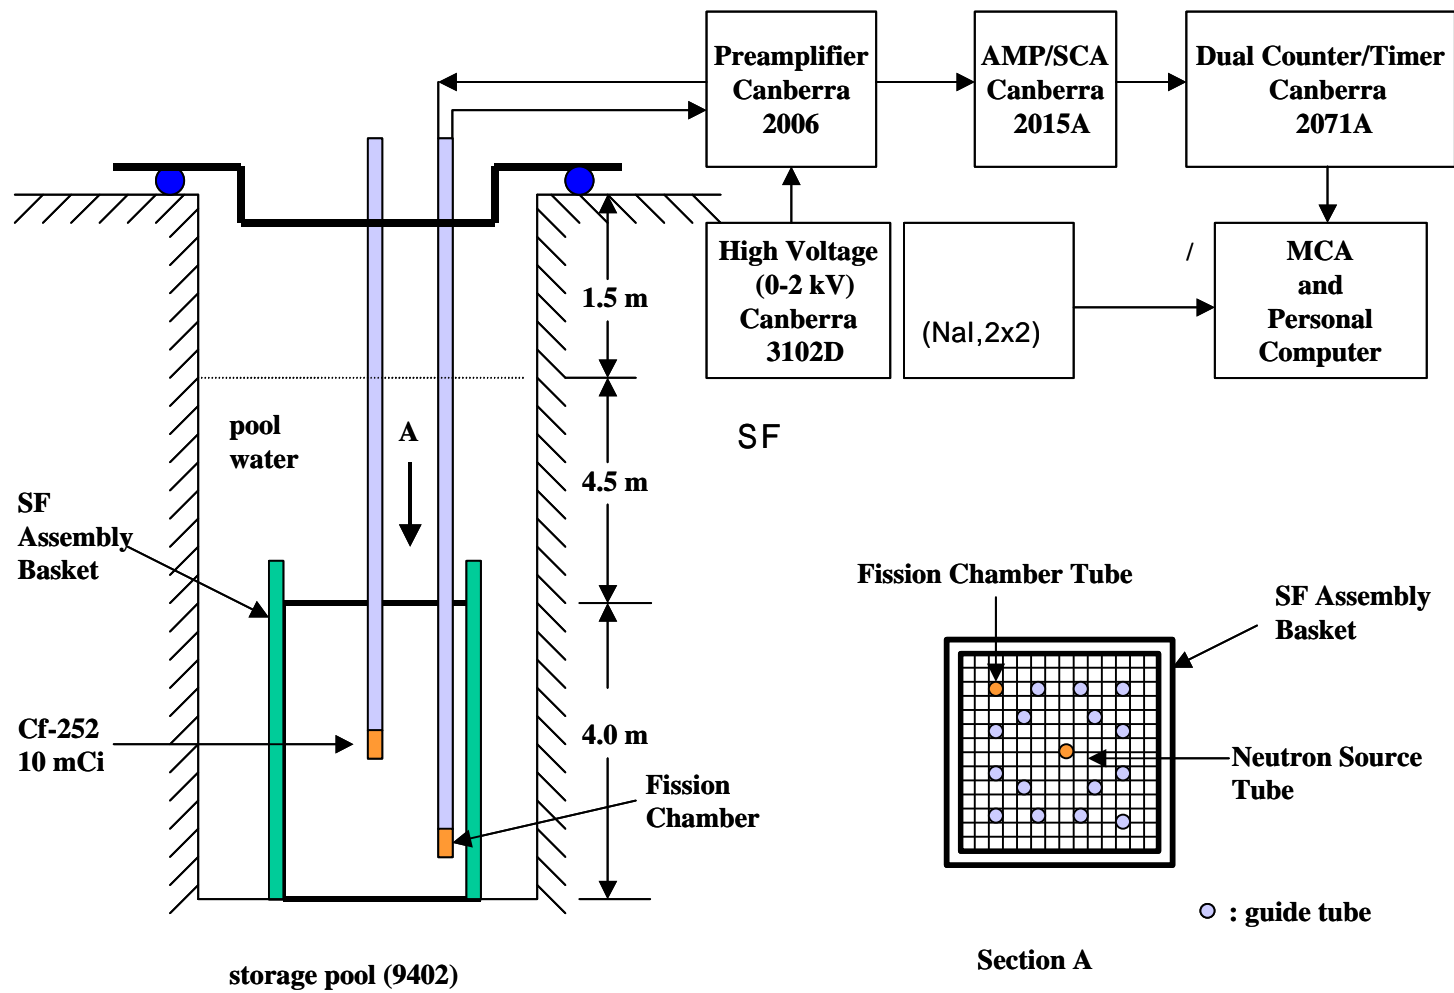 Preamplifier
Canberra
2006
AMP/SCA
Canberra
2015A
Dual Counter/Timer
Canberra
2071A
High Voltage
(0-2 kV)
Canberra
3102D
/
(NaI,2x2)
MCA
and
Personal
Computer
1.5 m
SF
pool
water
A
4.5 m
SF
Assembly
Basket
Fission Chamber Tube
SF Assembly
Basket
Cf-252
10 mCi
4.0 m
Fission
Chamber
Neutron Source
Tube
: guide tube
Section A
storage pool (9402)